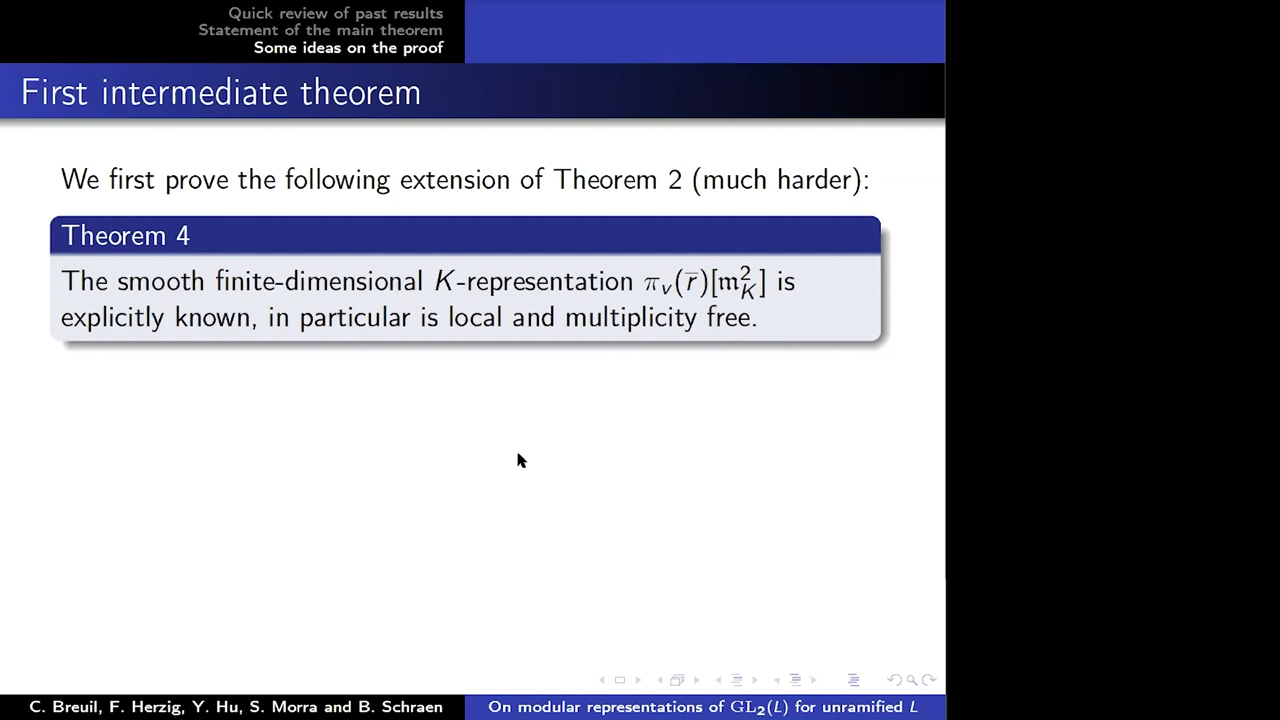 Quick review of past results
Statement of the main theorem
Some ideas on the proof
First intermediate theorem
We first prove the following extension of Theorem 2 (much harder):
Theorem 4
The smooth finite-dimensional K-representation π_v(r̄)[𝔪_K^2] is
explicitly known, in particular is local and multiplicity free.
C. Breuil, F. Herzig, Y. Hu, S. Morra and B. Schraen
On modular representations of GL₂(L) for unramified L